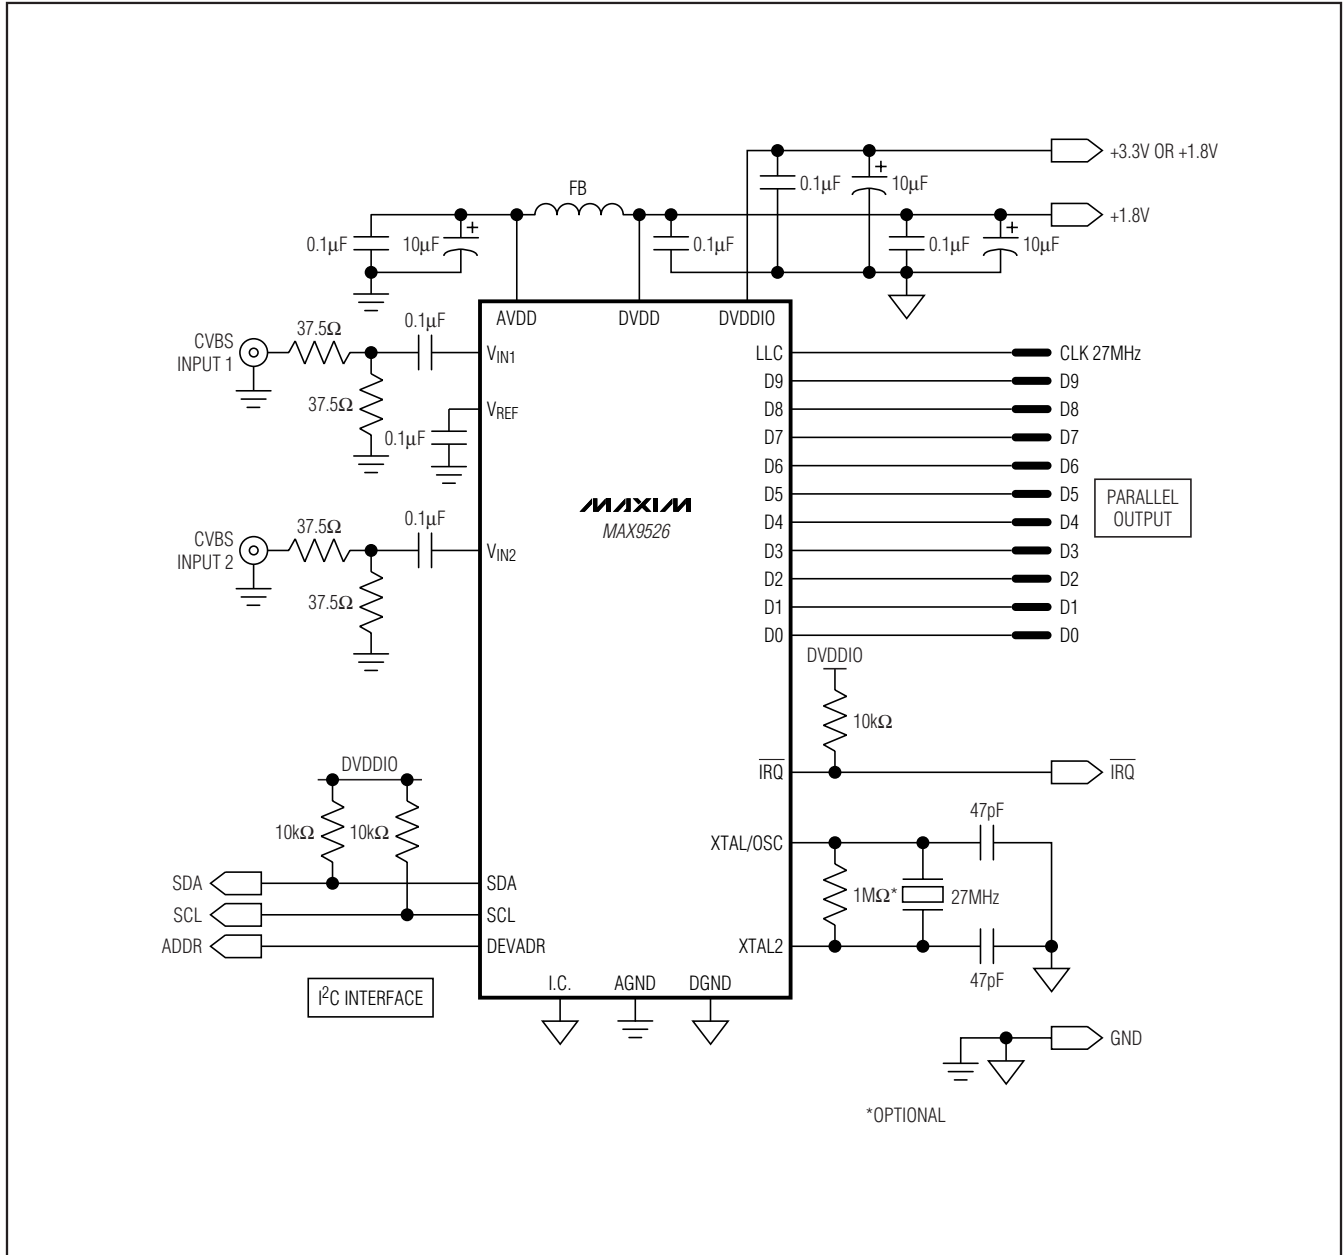 +3.3V OR +1.8V
0.1µF
10µF
+
FB
+1.8V
0.1µF
10µF
+
0.1µF
0.1µF
10µF
+
AVDD
DVDD
DVDDIO
CVBS
INPUT 1
37.5Ω
0.1µF
VIN1
37.5Ω
0.1µF
VREF
CVBS
INPUT 2
37.5Ω
0.1µF
VIN2
37.5Ω
MAXIM
MAX9526
LLC
CLK 27MHz
D9
D9
D8
D8
D7
D7
D6
D6
D5
D5
D4
D4
D3
D3
D2
D2
D1
D1
D0
D0
PARALLEL
OUTPUT
DVDDIO
10kΩ
IRQ
IRQ
DVDDIO
10kΩ
10kΩ
SDA
SDA
SCL
SCL
ADDR
DEVADR
I²C INTERFACE
XTAL/OSC
47pF
1MΩ*
27MHz
XTAL2
47pF
I.C.
AGND
DGND
GND
*OPTIONAL